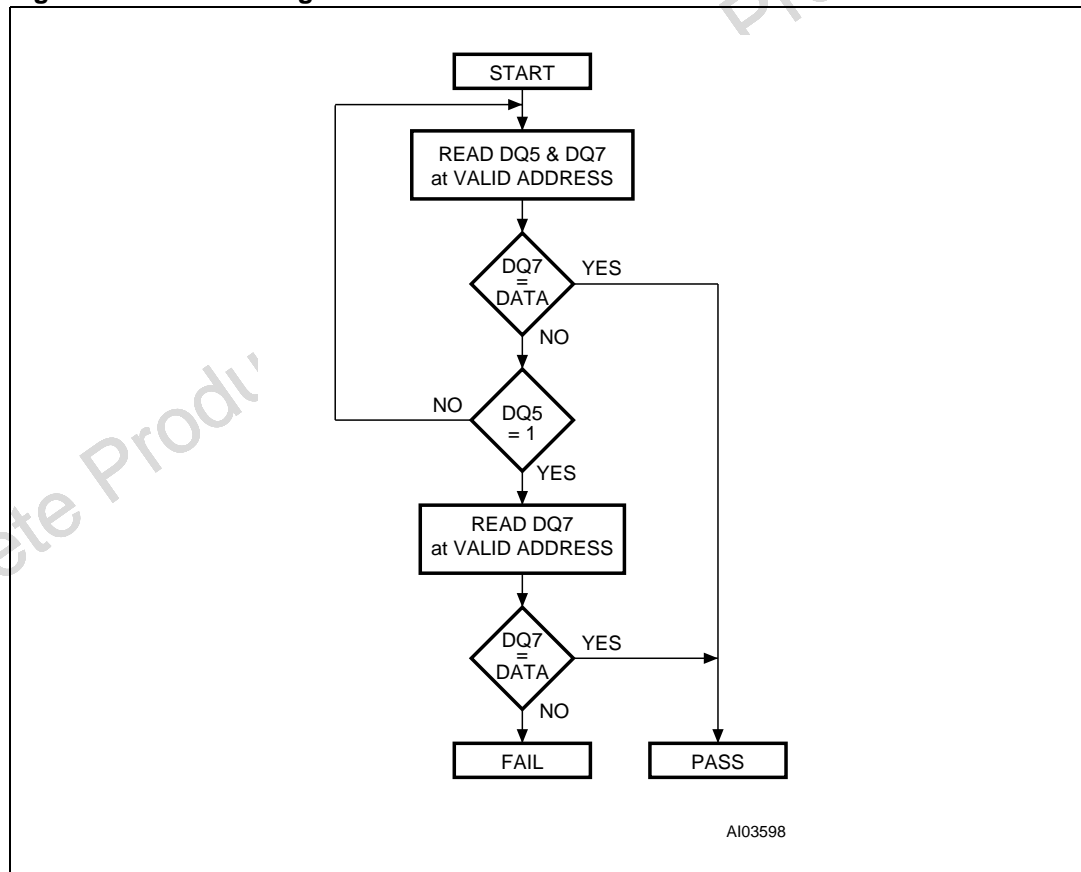 START
READ DQ5 & DQ7
at VALID ADDRESS
DQ7
=
DATA
YES
NO
DQ5
= 1
NO
YES
READ DQ7
at VALID ADDRESS
DQ7
=
DATA
YES
NO
FAIL
PASS
AI03598